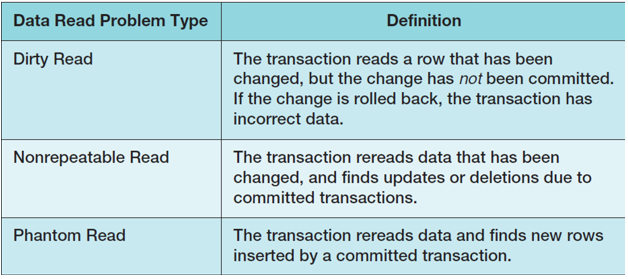 Data Read Problem Type
Definition
Dirty Read
The transaction reads a row that has been
changed, but the change has not been committed.
If the change is rolled back, the transaction has
incorrect data.
Nonrepeatable Read
The transaction rereads data that has been
changed, and finds updates or deletions due to
committed transactions.
Phantom Read
The transaction rereads data and finds new rows
inserted by a committed transaction.